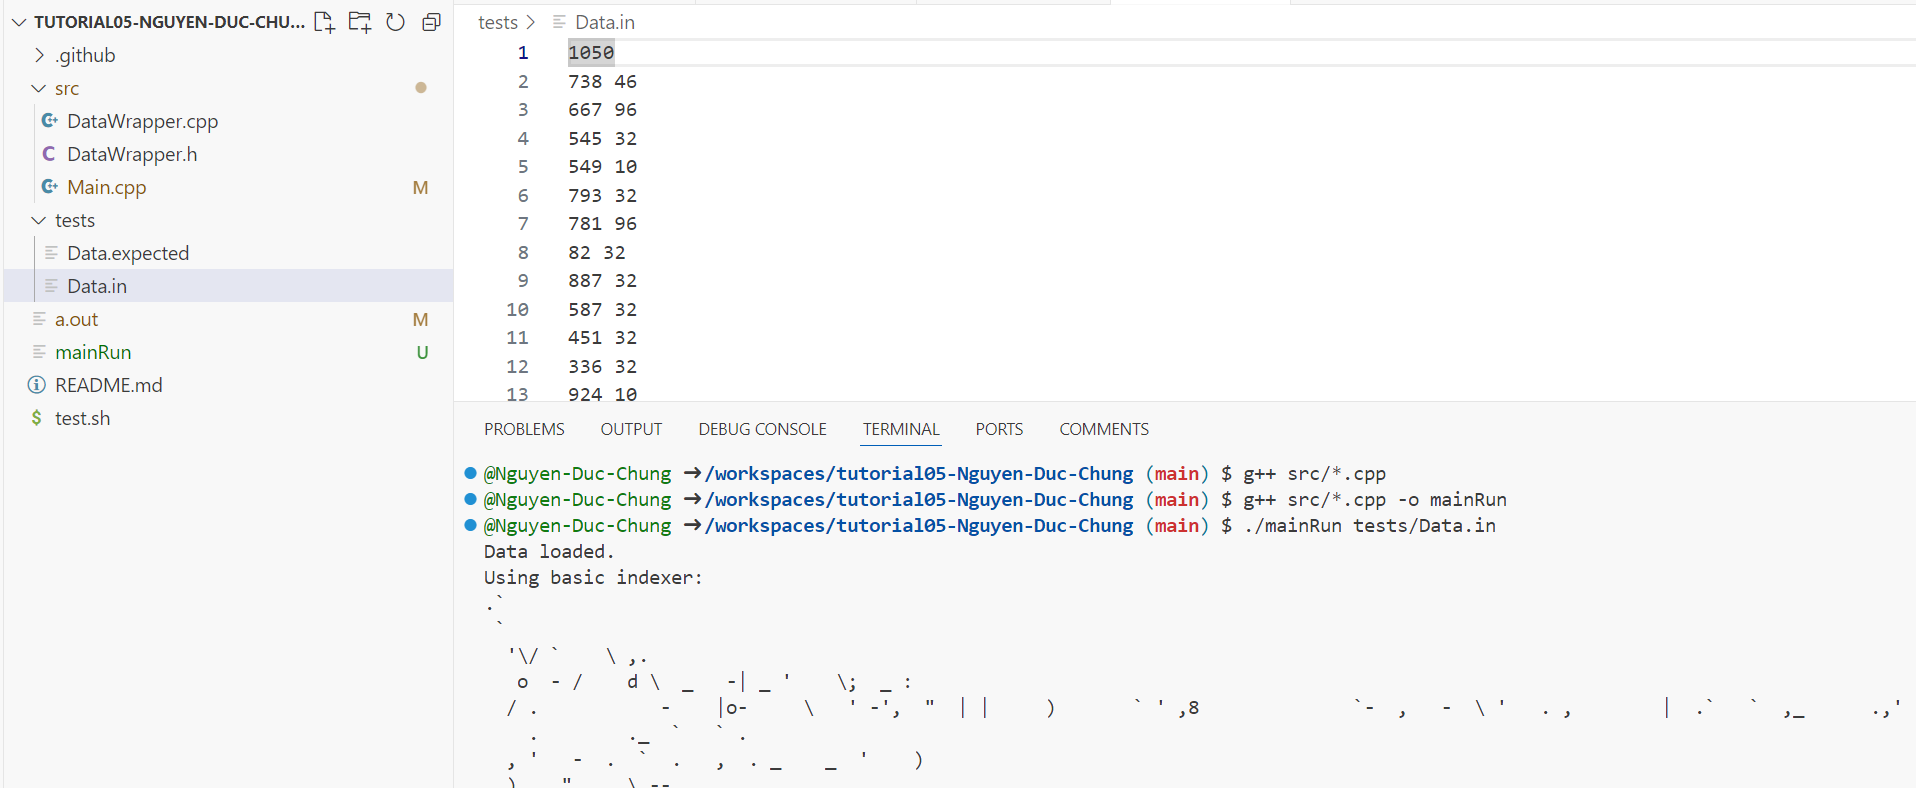 TUTORIAL05-NGUYEN-DUC-CHU...
.github
src
DataWrapper.cpp
DataWrapper.h
Main.cpp M
tests
Data.expected
Data.in
a.out M
mainRun U
README.md
$ test.sh
tests > Data.in
1 1050
2 738 46
3 667 96
4 545 32
5 549 10
6 793 32
7 781 96
8 82 32
9 887 32
10 587 32
11 451 32
12 336 32
13 924 10
PROBLEMS OUTPUT DEBUG CONSOLE TERMINAL PORTS COMMENTS
@Nguyen-Duc-Chung ➜ /workspaces/tutorial05-Nguyen-Duc-Chung (main) $ g++ src/*.cpp
@Nguyen-Duc-Chung ➜ /workspaces/tutorial05-Nguyen-Duc-Chung (main) $ g++ src/*.cpp -o mainRun
@Nguyen-Duc-Chung ➜ /workspaces/tutorial05-Nguyen-Duc-Chung (main) $ ./mainRun tests/Data.in
Data loaded.
Using basic indexer:
.`
`
'\/ ` \ ,.
o - / d \ _ -| _ ' \; _ :
/ . - |o- \ ' -', " | | ) ` ' ,8 `- , - \ ' . , | .` ` ,_ .,'
. ._ ` ` .
, ' - . ` . , . _ _ ' )
) " \ --